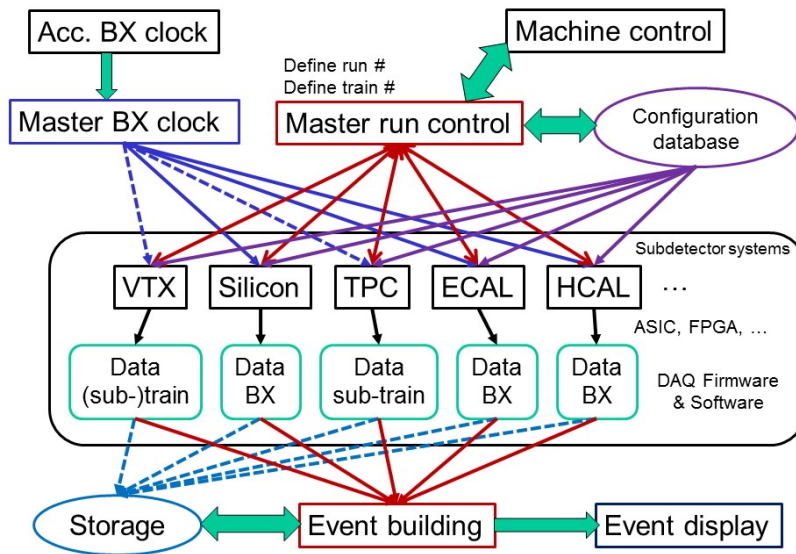 Acc. BX clock
Machine control
Define run #
Define train #
Master BX clock
Master run control
Configuration
database
Subdetector systems
VTX
Silicon
TPC
ECAL
HCAL
…
ASIC, FPGA, …
Data
(sub-)train
Data
BX
Data
sub-train
Data
BX
Data
BX
DAQ Firmware
& Software
Storage
Event building
Event display